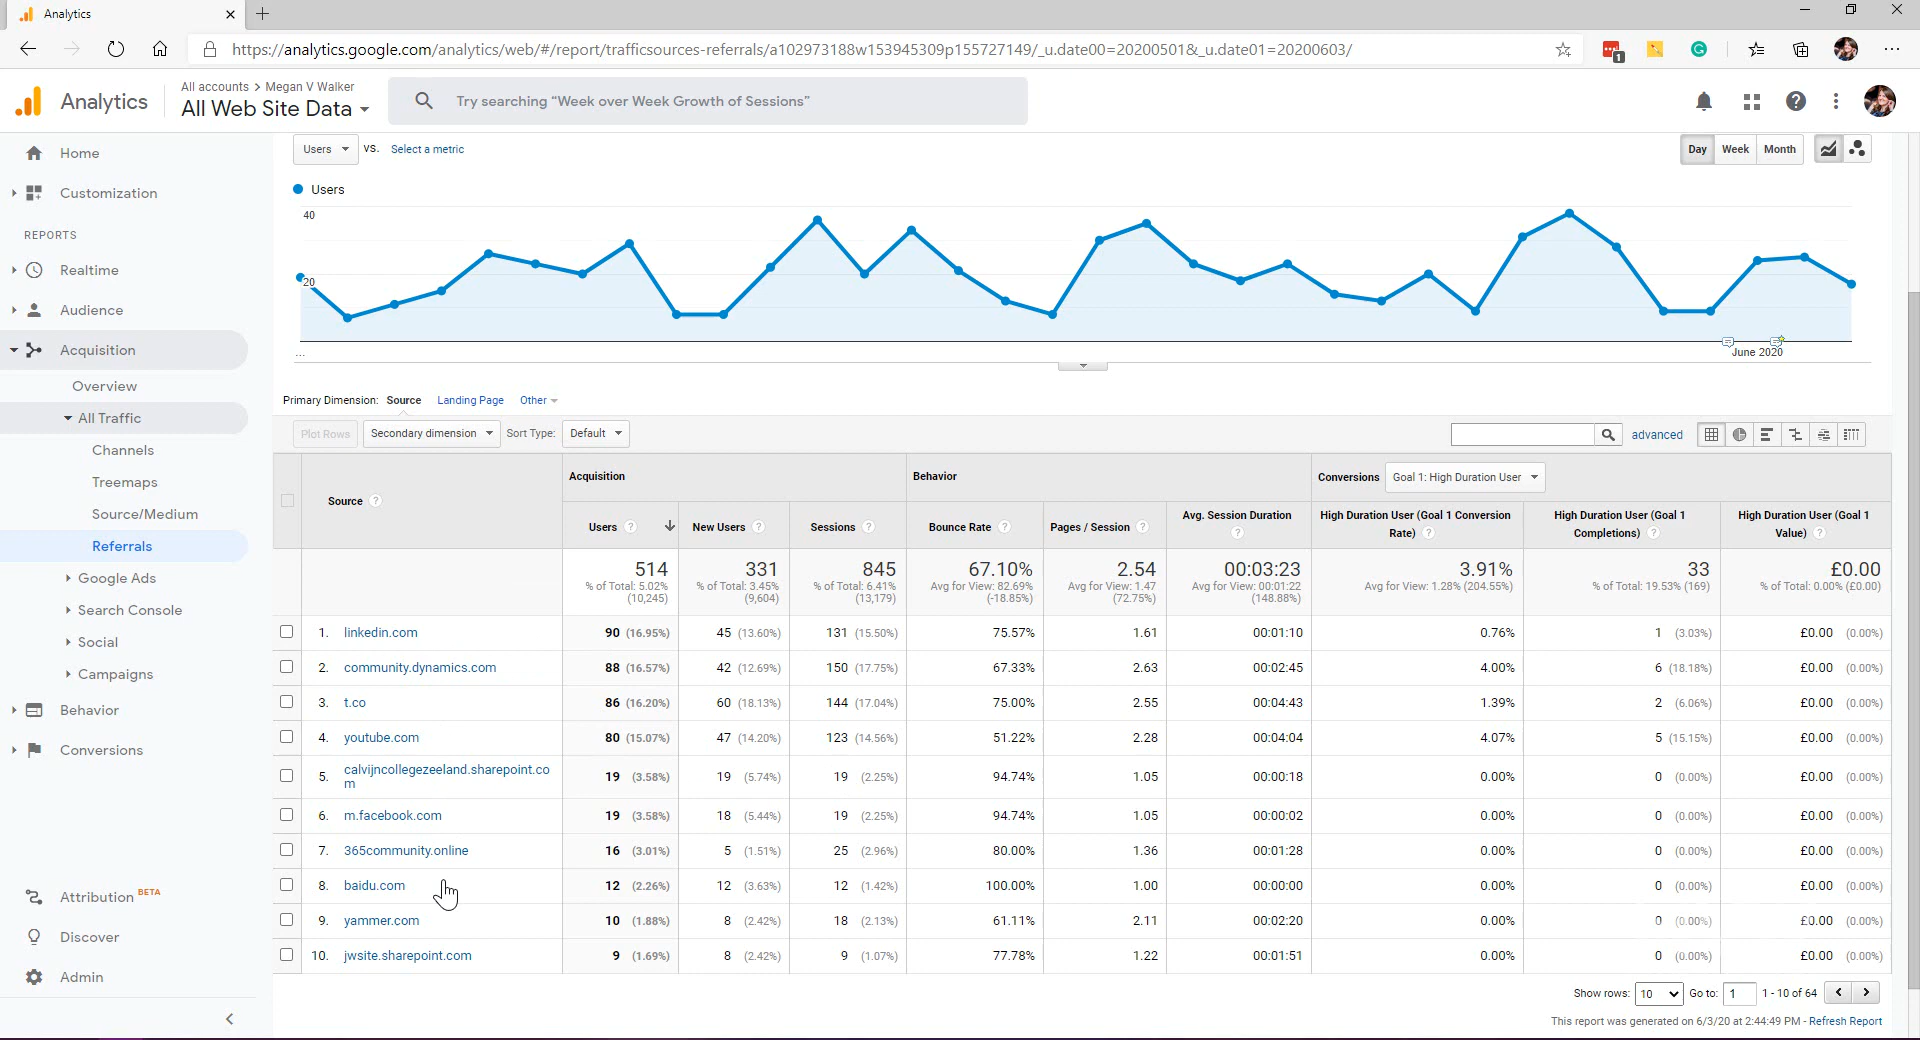 Analytics
https://analytics.google.com/analytics/web/#/report/trafficsources-referrals/a102973188w153945309p155727149/_u.date00=20200501&_u.date01=20200603/
1
Analytics
All accounts > Megan V Walker
All Web Site Data
Try searching “Week over Week Growth of Sessions”
Home
Customization
REPORTS
Realtime
Audience
Acquisition
Overview
All Traffic
Channels
Treemaps
Source/Medium
Referrals
Google Ads
Search Console
Social
Campaigns
Behavior
Conversions
Attribution BETA
Discover
Admin
Users VS. Select a metric
Day Week Month
Users
40
20
...
June 2020
Primary Dimension: Source Landing Page Other
Plot Rows Secondary dimension Sort Type: Default advanced
Source Acquisition Behavior Conversions Goal 1: High Duration User
Users New Users Sessions Bounce Rate Pages / Session Avg. Session Duration High Duration User (Goal 1 Conversion Rate) High Duration User (Goal 1 Completions) High Duration User (Goal 1 Value)
514 331 845 67.10% 2.54 00:03:23 3.91% 33 £0.00
% of Total: 5.02% % of Total: 3.45% % of Total: 6.41% Avg for View: 82.69% Avg for View: 1.47 Avg for View: 00:01:22 Avg for View: 1.28% (204.55%) % of Total: 19.53% (169) % of Total: 0.00% (£0.00)
(10,245) (9,604) (13,179) (-18.85%) (72.75%) (148.88%)
1. linkedin.com 90 (16.95%) 45 (13.60%) 131 (15.50%) 75.57% 1.61 00:01:10 0.76% 1 (3.03%) £0.00 (0.00%)
2. community.dynamics.com 88 (16.57%) 42 (12.69%) 150 (17.75%) 67.33% 2.63 00:02:45 4.00% 6 (18.18%) £0.00 (0.00%)
3. t.co 86 (16.20%) 60 (18.13%) 144 (17.04%) 75.00% 2.55 00:04:43 1.39% 2 (6.06%) £0.00 (0.00%)
4. youtube.com 80 (15.07%) 47 (14.20%) 123 (14.56%) 51.22% 2.28 00:04:04 4.07% 5 (15.15%) £0.00 (0.00%)
5. calvijncollegezeeland.sharepoint.co
m 19 (3.58%) 19 (5.74%) 19 (2.25%) 94.74% 1.05 00:00:18 0.00% 0 (0.00%) £0.00 (0.00%)
6. m.facebook.com 19 (3.58%) 18 (5.44%) 19 (2.25%) 94.74% 1.05 00:00:02 0.00% 0 (0.00%) £0.00 (0.00%)
7. 365community.online 16 (3.01%) 5 (1.51%) 25 (2.96%) 80.00% 1.36 00:01:28 0.00% 0 (0.00%) £0.00 (0.00%)
8. baidu.com 12 (2.26%) 12 (3.63%) 12 (1.42%) 100.00% 1.00 00:00:00 0.00% 0 (0.00%) £0.00 (0.00%)
9. yammer.com 10 (1.88%) 8 (2.42%) 18 (2.13%) 61.11% 2.11 00:02:20 0.00% 0 (0.00%) £0.00 (0.00%)
10. jwsite.sharepoint.com 9 (1.69%) 8 (2.42%) 9 (1.07%) 77.78% 1.22 00:01:51 0.00% 0 (0.00%) £0.00 (0.00%)
Show rows: 10 Go to: 1 1 - 10 of 64
This report was generated on 6/3/20 at 2:44:49 PM - Refresh Report